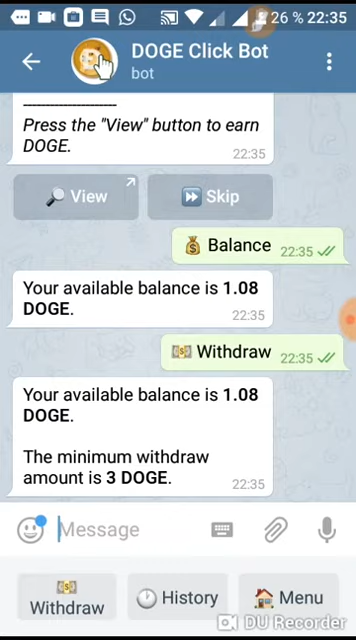 26 % 22:35
DOGE Click Bot
bot
--------------------
Press the "View" button to earn
DOGE.
22:35
View
Skip
Balance 22:35
Your available balance is 1.08
DOGE.
22:35
Withdraw 22:35
Your available balance is 1.08
DOGE.
The minimum withdraw
amount is 3 DOGE.
22:35
Message
Withdraw
History
Menu
DU Recorder